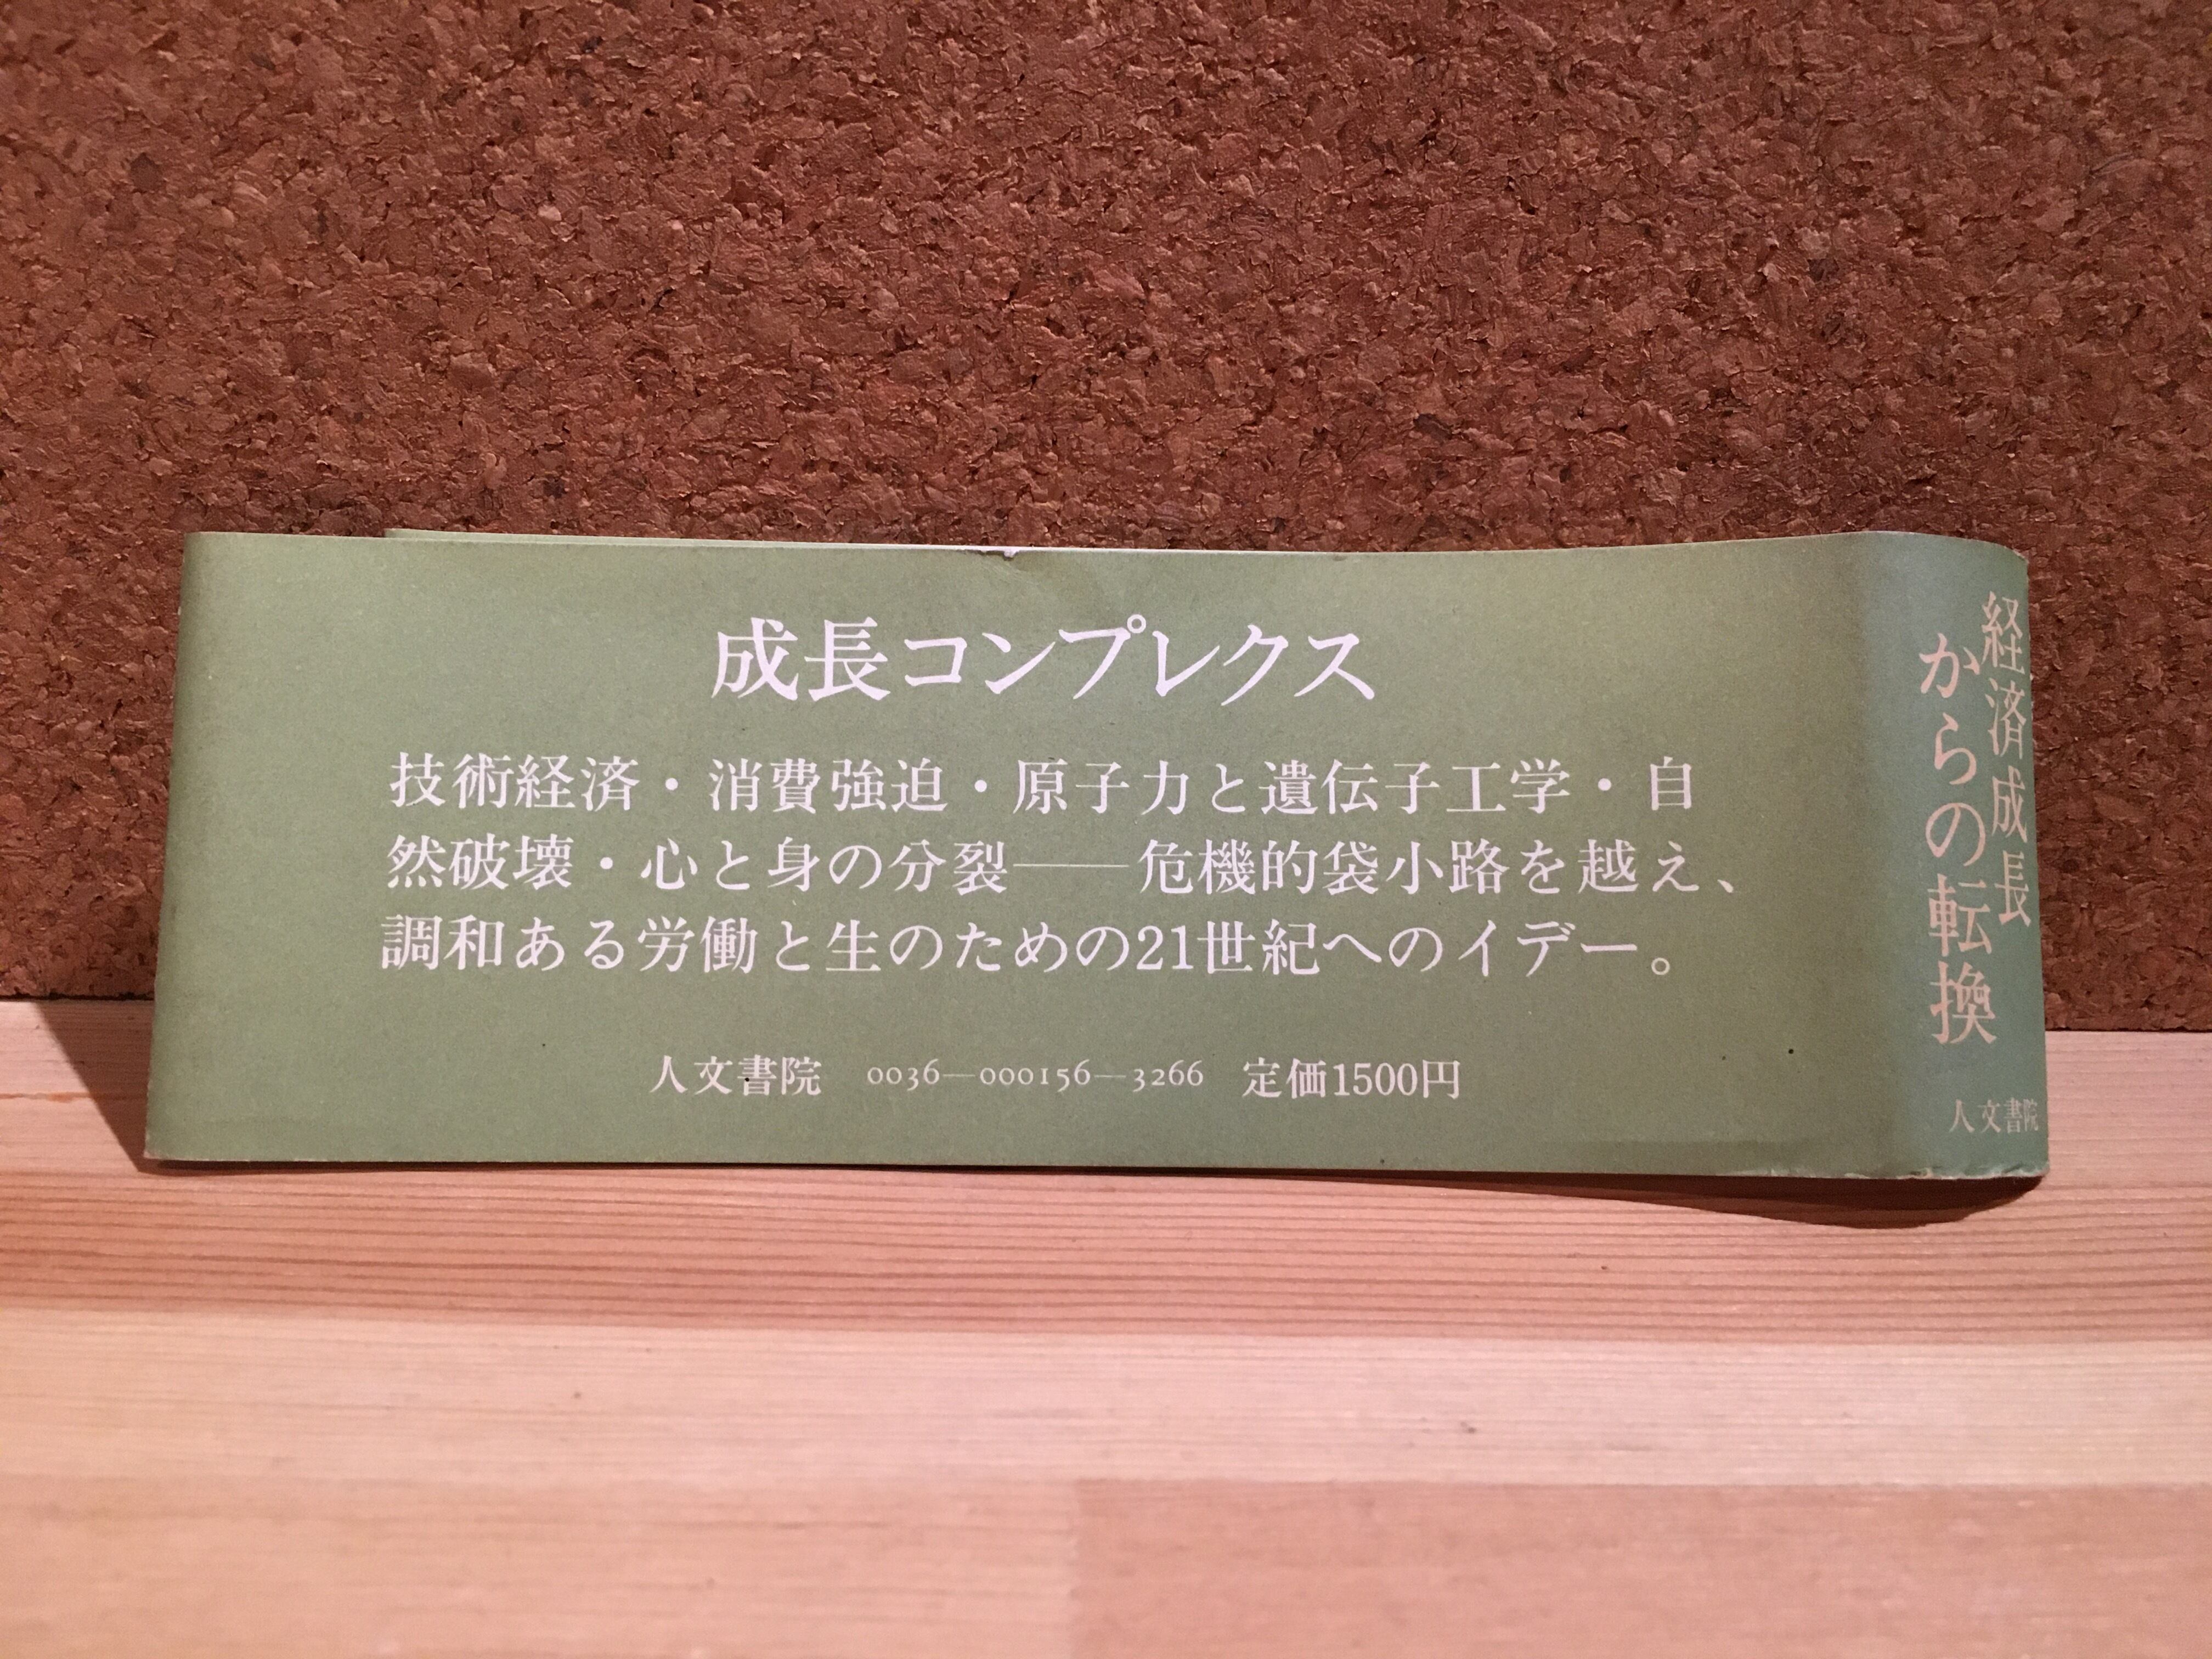 成長コンプレクス
技術経済・消費強迫・原子力と遺伝子工学・自
然破壊・心と身の分裂――危機的袋小路を越え、
調和ある労働と生のための21世紀へのイデー。
人文書院　0036―000156―3266　定価1500円
経済成長
からの転換
人文書院